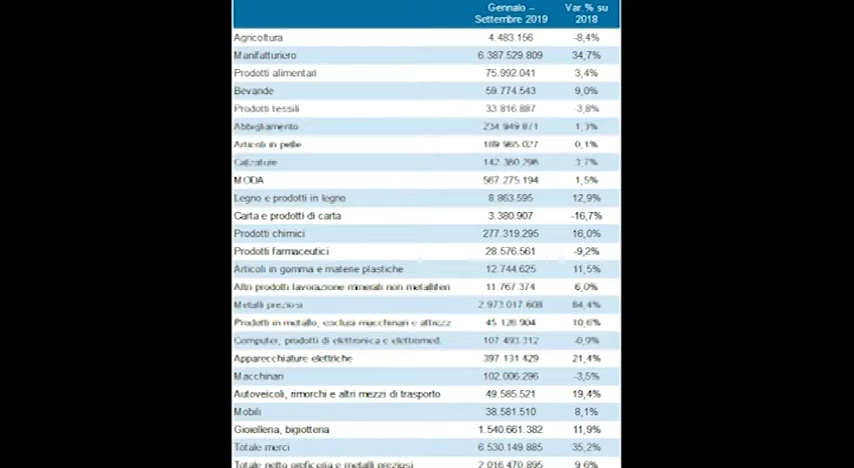 Gennaio – Var.% su
Settembre 2019 2018
Agricoltura 4.483.156 -8,4%
Manifatturiero 6.387.529.809 34,7%
Prodotti alimentari 75.992.041 3,4%
Bevande 59.774.543 9,0%
Prodotti tessili 33.816.887 -3,8%
Abbigliamento 234.949.871 1,3%
Articoli in pelle 189.965.027 0,1%
Calzature 142.380.296 3,7%
MODA 567.275.194 1,5%
Legno e prodotti in legno 8.863.595 12,9%
Carta e prodotti di carta 3.380.907 -16,7%
Prodotti chimici 277.319.295 16,0%
Prodotti farmaceutici 28.576.561 -9,2%
Articoli in gomma e materie plastiche 12.744.625 11,5%
Altri prodotti lavorazione minerali non metalliferi 11.767.374 6,0%
Metalli preziosi 2.973.017.608 84,4%
Prodotti in metallo, esclusi macchinari e attrezz 45.126.904 10,6%
Computer, prodotti di elettronica e elettromed. 107.493.312 -0,9%
Apparecchiature elettriche 397.131.429 21,4%
Macchinari 102.006.296 -3,5%
Autoveicoli, rimorchi e altri mezzi di trasporto 49.585.521 19,4%
Mobili 38.581.510 8,1%
Gioielleria, bigiotteria 1.540.661.382 11,9%
Totale merci 6.530.149.885 35,2%
Totale netto oreficeria e metalli preziosi 2.016.470.895 9,6%